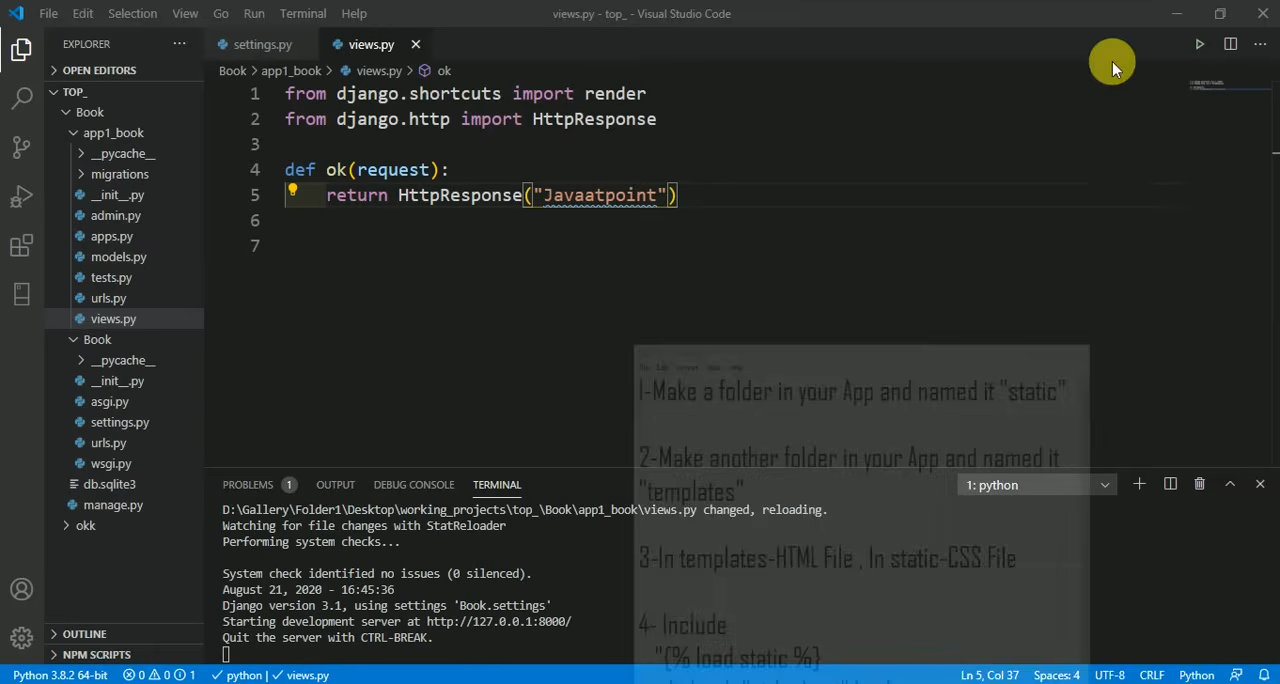 File Edit Selection View Go Run Terminal Help
views.py - top_ - Visual Studio Code
EXPLORER
OPEN EDITORS
TOP_
Book
app1_book
__pycache__
migrations
__init__.py
admin.py
apps.py
models.py
tests.py
urls.py
views.py
Book
__pycache__
__init__.py
asgi.py
settings.py
urls.py
wsgi.py
db.sqlite3
manage.py
okk
OUTLINE
NPM SCRIPTS
settings.py views.py
Book > app1_book > views.py > ok
1 from django.shortcuts import render
2 from django.http import HttpResponse
3
4 def ok(request):
5 return HttpResponse("Javaatpoint")
6
7
1-Make a folder in your App and named it "static"
2-Make another folder in your App and named it
"templates"
3-In templates-HTML File , In static-CSS File
4- Include
"{% load static %}
PROBLEMS 1 OUTPUT DEBUG CONSOLE TERMINAL
1: python
D:\Gallery\Folder1\Desktop\working_projects\top_\Book\app1_book\views.py changed, reloading.
Watching for file changes with StatReloader
Performing system checks...
System check identified no issues (0 silenced).
August 21, 2020 - 16:45:36
Django version 3.1, using settings 'Book.settings'
Starting development server at http://127.0.0.1:8000/
Quit the server with CTRL-BREAK.
Python 3.8.2 64-bit 0 0 1 python | views.py Ln 5, Col 37 Spaces: 4 UTF-8 CRLF Python